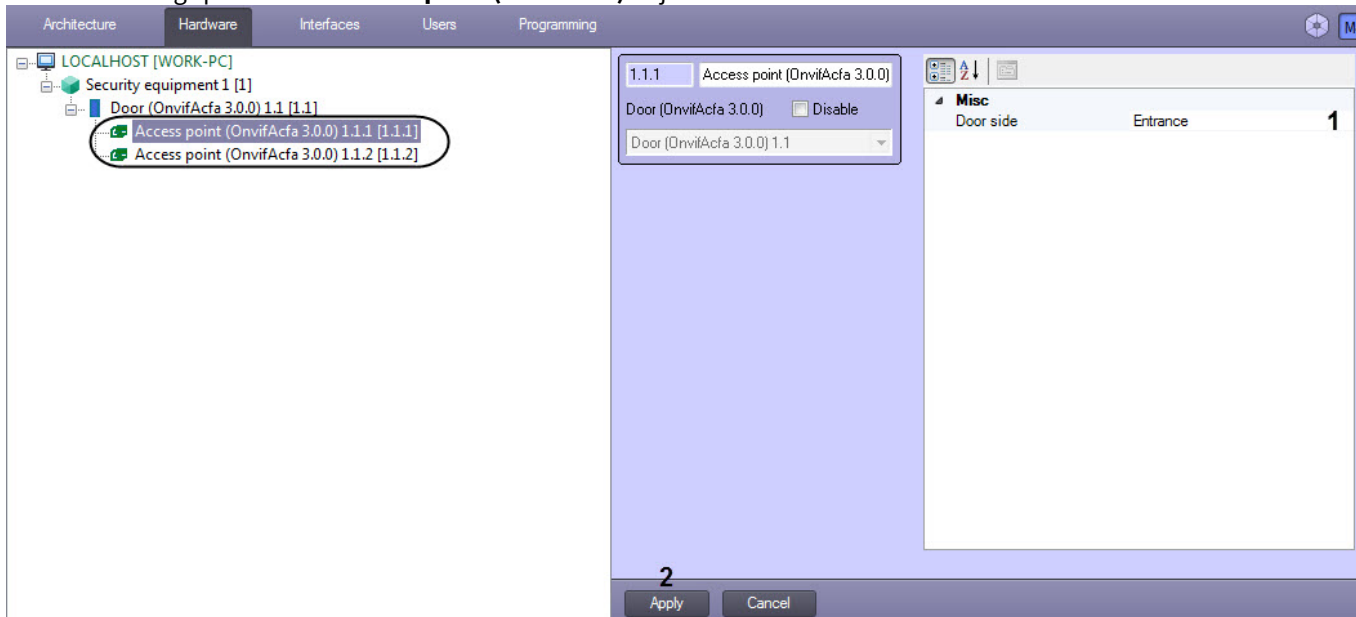 Architecture Hardware Interfaces Users Programming M
LOCALHOST [WORK-PC]
Security equipment 1 [1]
Door (OnvifAcfa 3.0.0) 1.1 [1.1]
Access point (OnvifAcfa 3.0.0) 1.1.1 [1.1.1]
Access point (OnvifAcfa 3.0.0) 1.1.2 [1.1.2]
1.1.1 Access point (OnvifAcfa 3.0.0)
Door (OnvifAcfa 3.0.0) Disable
Door (OnvifAcfa 3.0.0) 1.1
Misc
Door side Entrance 1
2
Apply Cancel